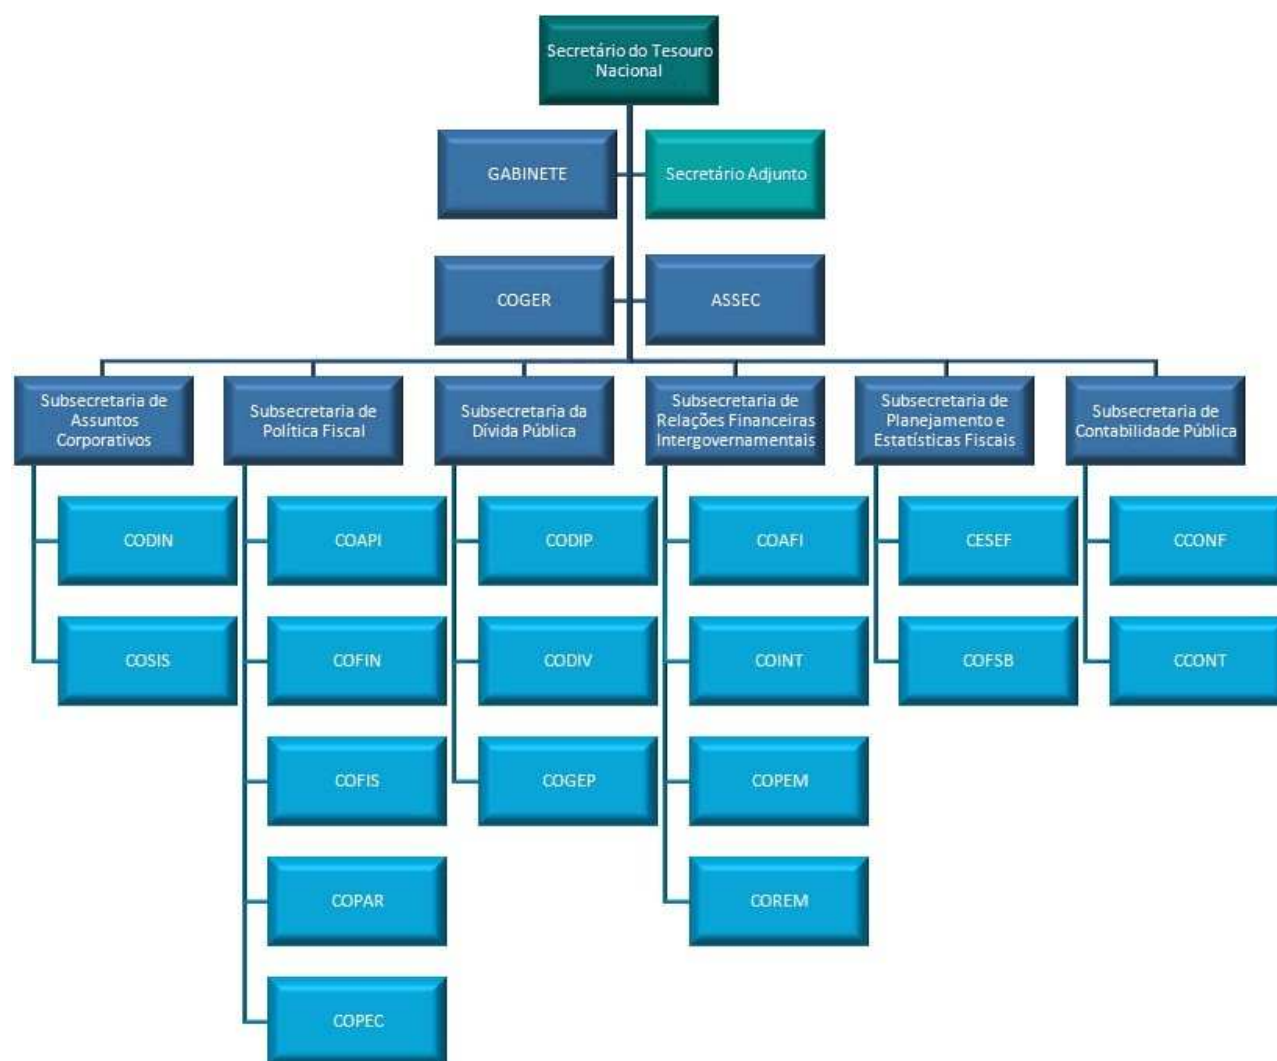 Secretário do Tesouro
Nacional
GABINETE
Secretário Adjunto
COGER
ASSEC
Subsecretaria de
Assuntos
Corporativos
Subsecretaria de
Política Fiscal
Subsecretaria da
Dívida Pública
Subsecretaria de
Relações Financeiras
Intergovernamentais
Subsecretaria de
Planejamento e
Estatísticas Fiscais
Subsecretaria de
Contabilidade Pública
CODIN
COAPI
CODIP
COAFI
CESEF
CCONF
COSIS
COFIN
CODIV
COINT
COFSB
CCONT
COFIS
COGEP
COPEM
COPAR
COREM
COPEC